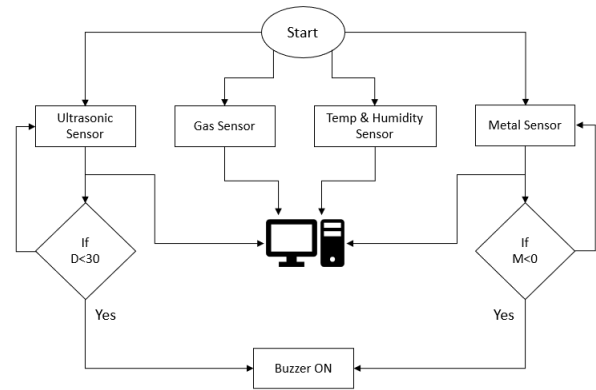 Start
Ultrasonic
Sensor
Gas Sensor
Temp & Humidity
Sensor
Metal Sensor
If
D<30
If
M<0
Yes
Yes
Buzzer ON